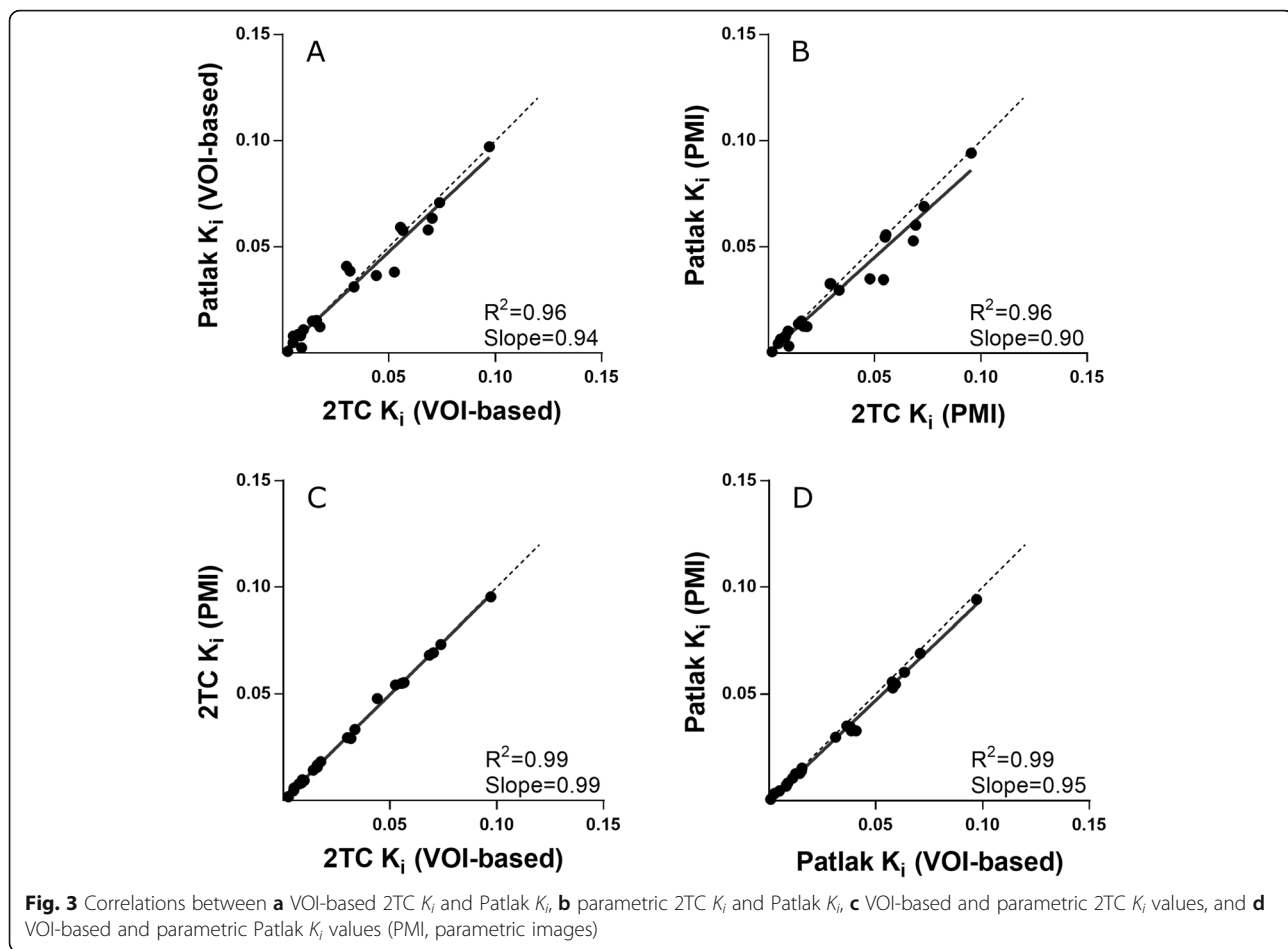 A
0.15
0.10
0.05
0.05 0.10 0.15
Patlak Ki (VOI-based)
2TC Ki (VOI-based)
R²=0.96
Slope=0.94
B
0.15
0.10
0.05
0.05 0.10 0.15
Patlak Ki (PMI)
2TC Ki (PMI)
R²=0.96
Slope=0.90
C
0.15
0.10
0.05
0.05 0.10 0.15
2TC Ki (PMI)
2TC Ki (VOI-based)
R²=0.99
Slope=0.99
D
0.15
0.10
0.05
0.05 0.10 0.15
Patlak Ki (PMI)
Patlak Ki (VOI-based)
R²=0.99
Slope=0.95
Fig. 3 Correlations between a VOI-based 2TC Ki and Patlak Ki, b parametric 2TC Ki and Patlak Ki, c VOI-based and parametric 2TC Ki values, and d
VOI-based and parametric Patlak Ki values (PMI, parametric images)